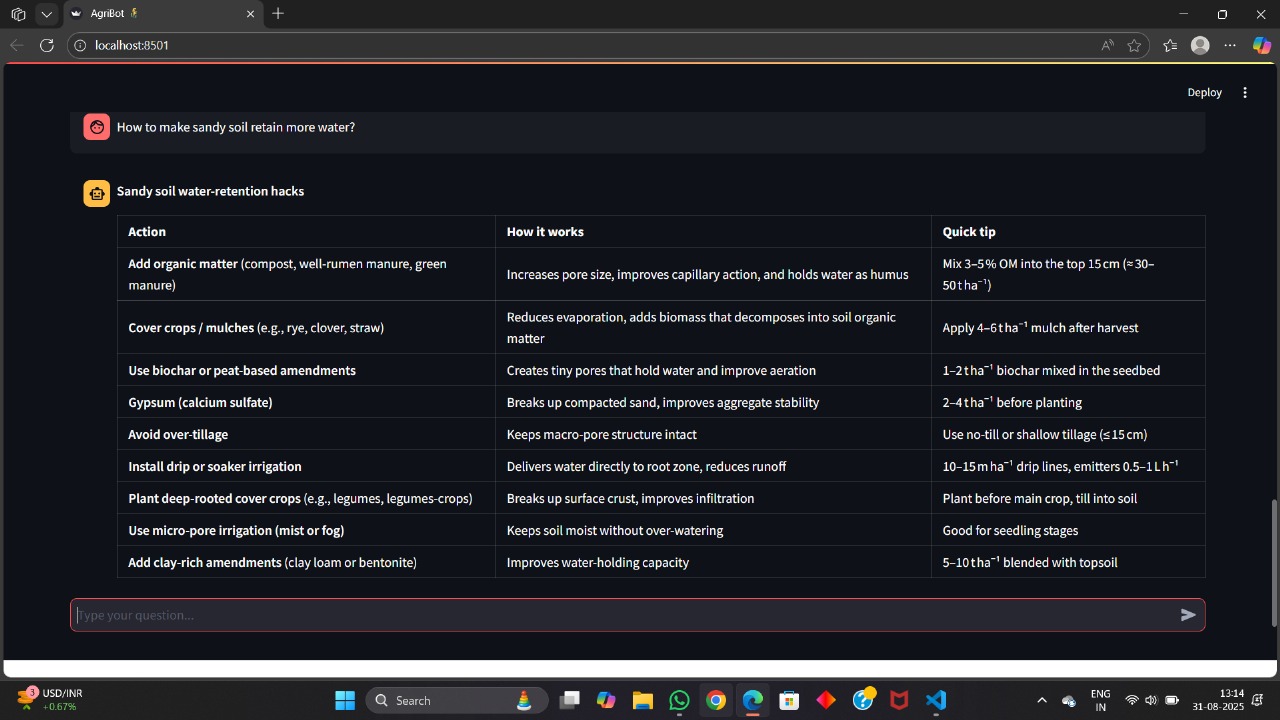 AgriBot
localhost:8501
Deploy
How to make sandy soil retain more water?
Sandy soil water-retention hacks
Action How it works Quick tip
Add organic matter (compost, well-rumen manure, green
manure)
Increases pore size, improves capillary action, and holds water as humus
Mix 3–5 % OM into the top 15 cm (≈ 30–
50 t ha⁻¹)
Cover crops / mulches (e.g., rye, clover, straw)
Reduces evaporation, adds biomass that decomposes into soil organic
matter
Apply 4–6 t ha⁻¹ mulch after harvest
Use biochar or peat-based amendments Creates tiny pores that hold water and improve aeration 1–2 t ha⁻¹ biochar mixed in the seedbed
Gypsum (calcium sulfate) Breaks up compacted sand, improves aggregate stability 2–4 t ha⁻¹ before planting
Avoid over-tillage Keeps macro-pore structure intact Use no-till or shallow tillage (≤ 15 cm)
Install drip or soaker irrigation Delivers water directly to root zone, reduces runoff 10–15 m ha⁻¹ drip lines, emitters 0.5–1 L h⁻¹
Plant deep-rooted cover crops (e.g., legumes, legumes-crops) Breaks up surface crust, improves infiltration Plant before main crop, till into soil
Use micro-pore irrigation (mist or fog) Keeps soil moist without over-watering Good for seedling stages
Add clay-rich amendments (clay loam or bentonite) Improves water-holding capacity 5–10 t ha⁻¹ blended with topsoil
Type your question...
3
USD/INR
+0.67%
Search
ENG
IN
13:14
31-08-2025